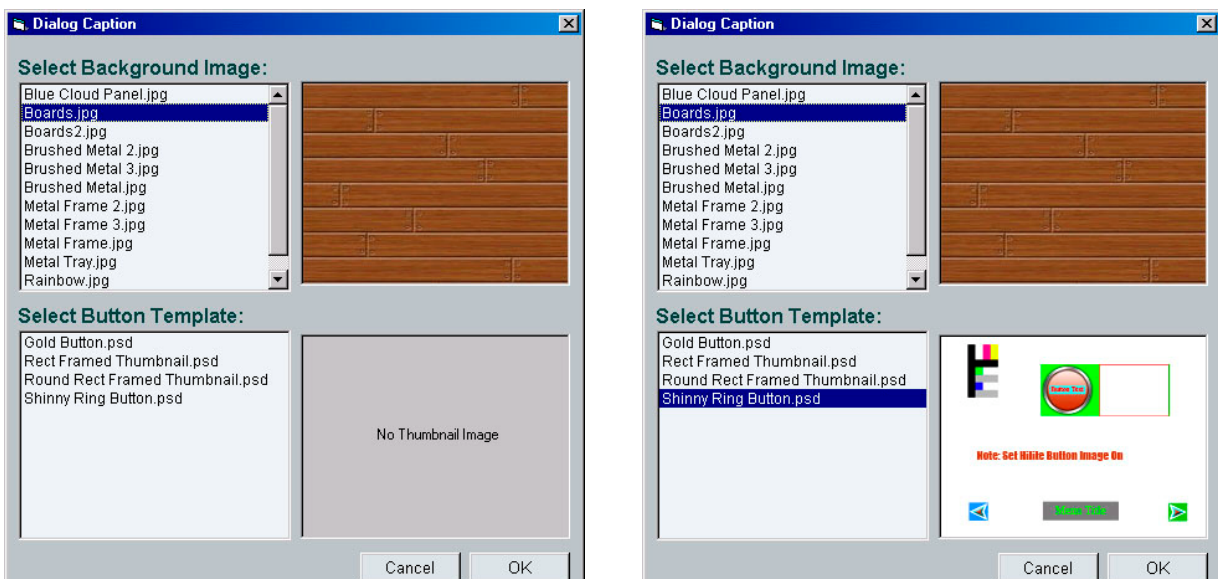 Dialog Caption
Select Background Image:
Blue Cloud Panel.jpg
Boards.jpg
Boards2.jpg
Brushed Metal 2.jpg
Brushed Metal 3.jpg
Brushed Metal.jpg
Metal Frame 2.jpg
Metal Frame 3.jpg
Metal Frame.jpg
Metal Tray.jpg
Rainbow.jpg
Select Button Template:
Gold Button.psd
Rect Framed Thumbnail.psd
Round Rect Framed Thumbnail.psd
Shinny Ring Button.psd
No Thumbnail Image
Cancel
OK
Dialog Caption
Select Background Image:
Blue Cloud Panel.jpg
Boards.jpg
Boards2.jpg
Brushed Metal 2.jpg
Brushed Metal 3.jpg
Brushed Metal.jpg
Metal Frame 2.jpg
Metal Frame 3.jpg
Metal Frame.jpg
Metal Tray.jpg
Rainbow.jpg
Select Button Template:
Gold Button.psd
Rect Framed Thumbnail.psd
Round Rect Framed Thumbnail.psd
Shinny Ring Button.psd
Note: Set Hilite Button Image On
Cancel
OK